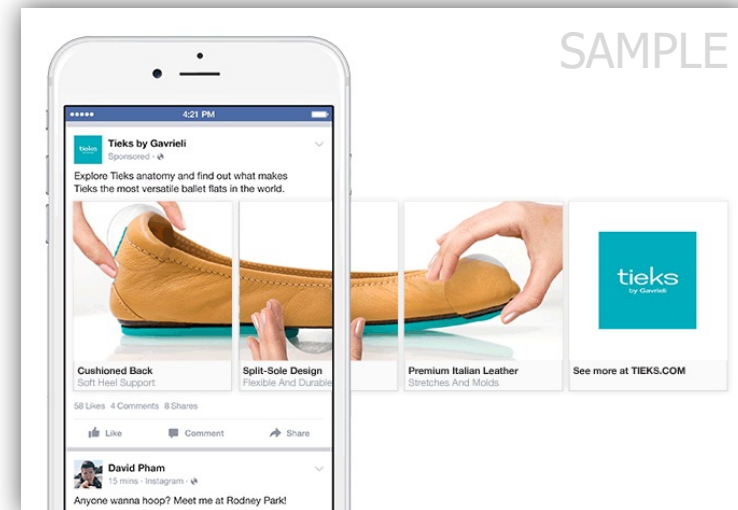 SAMPLE
4:21 PM
tieks
Tieks by Gavrieli
Sponsored ·
Explore Tieks anatomy and find out what makes
Tieks the most versatile ballet flats in the world.
Cushioned Back
Soft Heel Support
Split-Sole Design
Flexible And Durable
Premium Italian Leather
Stretches And Molds
tieks
by Gavrieli
See more at TIEKS.COM
58 Likes 4 Comments 8 Shares
Like Comment Share
David Pham
15 mins · Instagram ·
Anyone wanna hoop? Meet me at Rodney Park!